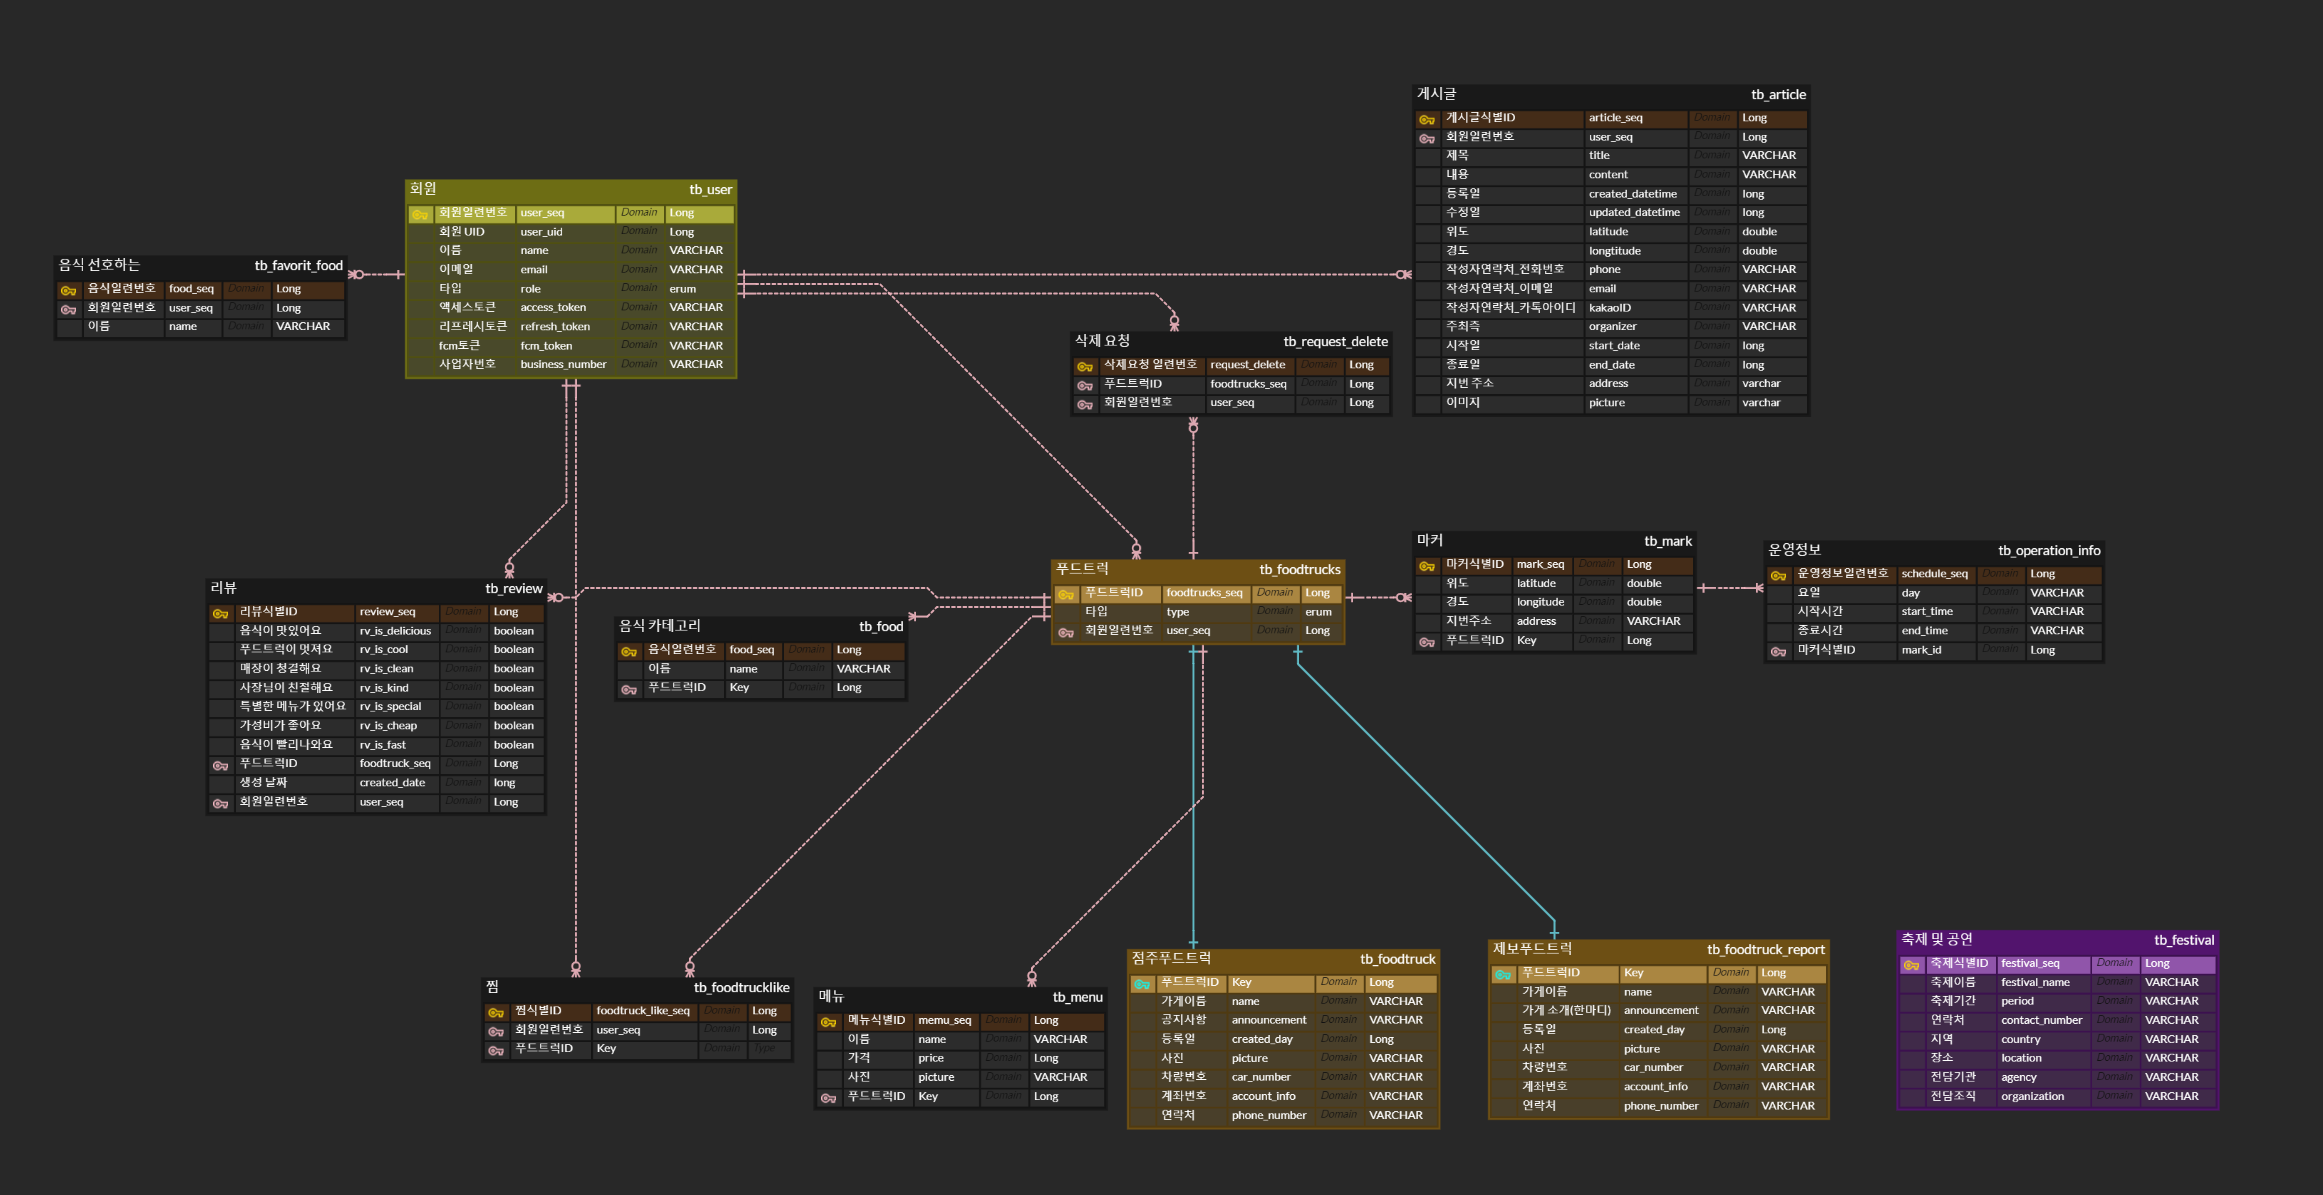 게시글 tb_article
게시글식별ID article_seq Domain Long
회원일련번호 user_seq Domain Long
제목 title Domain VARCHAR
내용 content Domain VARCHAR
등록일 created_datetime Domain long
수정일 updated_datetime Domain long
위도 latitude Domain double
경도 longtitude Domain double
작성자연락처_전화번호 phone Domain VARCHAR
작성자연락처_이메일 email Domain VARCHAR
작성자연락처_카톡아이디 kakaoID Domain VARCHAR
주최측 organizer Domain VARCHAR
시작일 start_date Domain long
종료일 end_date Domain long
지번 주소 address Domain varchar
이미지 picture Domain varchar
회원 tb_user
회원일련번호 user_seq Domain Long
회원 UID user_uid Domain Long
이름 name Domain VARCHAR
이메일 email Domain VARCHAR
타입 role Domain erum
액세스토큰 access_token Domain VARCHAR
리프레시토큰 refresh_token Domain VARCHAR
fcm토큰 fcm_token Domain VARCHAR
사업자번호 business_number Domain VARCHAR
음식 선호하는 tb_favorit_food
음식일련번호 food_seq Domain Long
회원일련번호 user_seq Domain Long
이름 name Domain VARCHAR
삭제 요청 tb_request_delete
삭제요청 일련번호 request_delete Domain Long
푸드트럭ID foodtrucks_seq Domain Long
회원일련번호 user_seq Domain Long
리뷰 tb_review
리뷰식별ID review_seq Domain Long
음식이 맛있어요 rv_is_delicious Domain boolean
푸드트럭이 멋져요 rv_is_cool Domain boolean
매장이 청결해요 rv_is_clean Domain boolean
사장님이 친절해요 rv_is_kind Domain boolean
특별한 메뉴가 있어요 rv_is_special Domain boolean
가성비가 좋아요 rv_is_cheap Domain boolean
음식이 빨리나와요 rv_is_fast Domain boolean
푸드트럭ID foodtruck_seq Domain Long
생성 날짜 created_date Domain long
회원일련번호 user_seq Domain Long
음식 카테고리 tb_food
음식일련번호 food_seq Domain Long
이름 name Domain VARCHAR
푸드트럭ID Key Domain Long
푸드트럭 tb_foodtrucks
푸드트럭ID foodtrucks_seq Domain Long
타입 type Domain erum
회원일련번호 user_seq Domain Long
마커 tb_mark
마커식별ID mark_seq Domain Long
위도 latitude Domain double
경도 longitude Domain double
지번주소 address Domain VARCHAR
푸드트럭ID Key Domain Long
운영정보 tb_operation_info
운영정보일련번호 schedule_seq Domain Long
요일 day Domain VARCHAR
시작시간 start_time Domain VARCHAR
종료시간 end_time Domain VARCHAR
마커식별ID mark_id Domain Long
찜 tb_foodtrucklike
찜식별ID foodtruck_like_seq Domain Long
회원일련번호 user_seq Domain Long
푸드트럭ID Key Domain Type
메뉴 tb_menu
메뉴식별ID memu_seq Domain Long
이름 name Domain VARCHAR
가격 price Domain Long
사진 picture Domain VARCHAR
푸드트럭ID Key Domain Long
점주푸드트럭 tb_foodtruck
푸드트럭ID Key Domain Long
가게이름 name Domain VARCHAR
공지사항 announcement Domain VARCHAR
등록일 created_day Domain Long
사진 picture Domain VARCHAR
차량번호 car_number Domain VARCHAR
계좌번호 account_info Domain VARCHAR
연락처 phone_number Domain VARCHAR
제보푸드트럭 tb_foodtruck_report
푸드트럭ID Key Domain Long
가게이름 name Domain VARCHAR
가게 소개(한마디) announcement Domain VARCHAR
등록일 created_day Domain Long
사진 picture Domain VARCHAR
차량번호 car_number Domain VARCHAR
계좌번호 account_info Domain VARCHAR
연락처 phone_number Domain VARCHAR
축제 및 공연 tb_festival
축제식별ID festival_seq Domain Long
축제이름 festival_name Domain VARCHAR
축제기간 period Domain VARCHAR
연락처 contact_number Domain VARCHAR
지역 country Domain VARCHAR
장소 location Domain VARCHAR
전담기관 agency Domain VARCHAR
전담조직 organization Domain VARCHAR